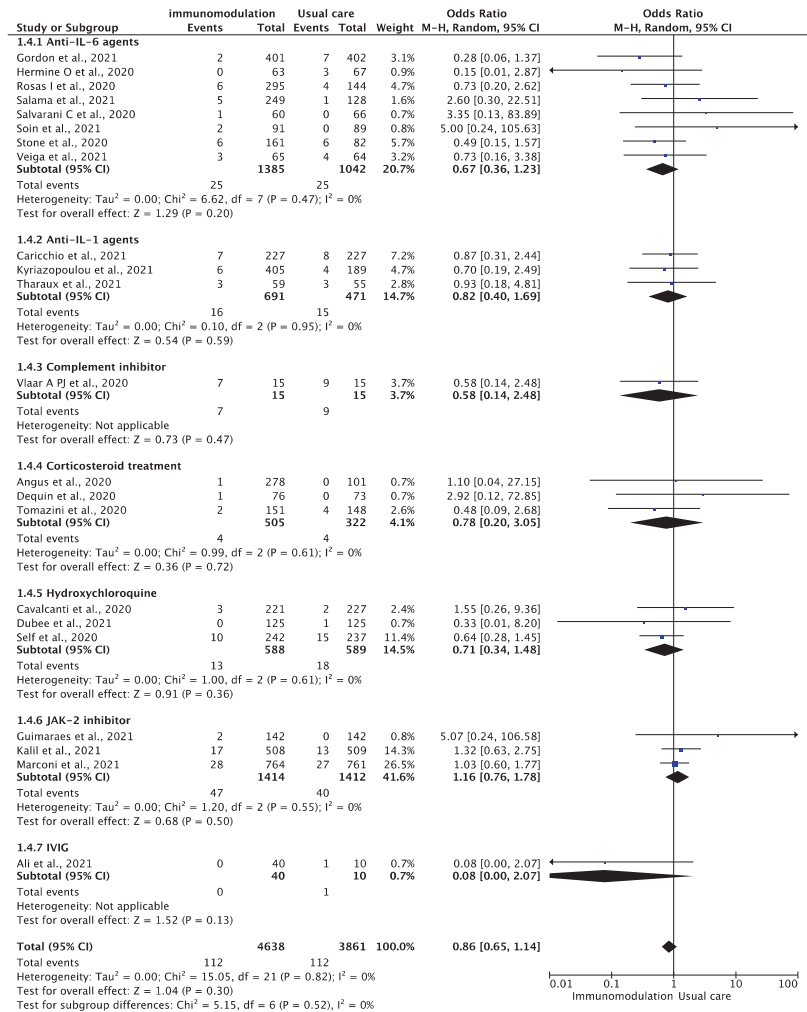 immunomodulation Usual care Odds Ratio Odds Ratio
Study or Subgroup Events Total Events Total Weight M-H, Random, 95% CI M-H, Random, 95% CI
1.4.1 Anti-IL-6 agents
Gordon et al., 2021 2 401 7 402 3.1% 0.28 [0.06, 1.37]
Hermine O et al., 2020 0 63 3 67 0.9% 0.15 [0.01, 2.87]
Rosas I et al., 2020 6 295 4 144 4.7% 0.73 [0.20, 2.62]
Salama et al., 2021 5 249 1 128 1.6% 2.60 [0.30, 22.51]
Salvarani C et al., 2020 1 60 0 66 0.7% 3.35 [0.13, 83.89]
Soin et al., 2021 2 91 0 89 0.8% 5.00 [0.24, 105.63]
Stone et al., 2020 6 161 6 82 5.7% 0.49 [0.15, 1.57]
Veiga et al., 2021 3 65 4 64 3.2% 0.73 [0.16, 3.38]
Subtotal (95% CI) 1385 1042 20.7% 0.67 [0.36, 1.23]
Total events 25 25
Heterogeneity: Tau² = 0.00; Chi² = 6.62, df = 7 (P = 0.47); I² = 0%
Test for overall effect: Z = 1.29 (P = 0.20)
1.4.2 Anti-IL-1 agents
Caricchio et al., 2021 7 227 8 227 7.2% 0.87 [0.31, 2.44]
Kyriazopoulou et al., 2021 6 405 4 189 4.7% 0.70 [0.19, 2.49]
Tharaux et al., 2021 3 59 3 55 2.8% 0.93 [0.18, 4.81]
Subtotal (95% CI) 691 471 14.7% 0.82 [0.40, 1.69]
Total events 16 15
Heterogeneity: Tau² = 0.00; Chi² = 0.10, df = 2 (P = 0.95); I² = 0%
Test for overall effect: Z = 0.54 (P = 0.59)
1.4.3 Complement inhibitor
Vlaar A PJ et al., 2020 7 15 9 15 3.7% 0.58 [0.14, 2.48]
Subtotal (95% CI) 15 15 3.7% 0.58 [0.14, 2.48]
Total events 7 9
Heterogeneity: Not applicable
Test for overall effect: Z = 0.73 (P = 0.47)
1.4.4 Corticosteroid treatment
Angus et al., 2020 1 278 0 101 0.7% 1.10 [0.04, 27.15]
Dequin et al., 2020 1 76 0 73 0.7% 2.92 [0.12, 72.85]
Tomazini et al., 2020 2 151 4 148 2.6% 0.48 [0.09, 2.68]
Subtotal (95% CI) 505 322 4.1% 0.78 [0.20, 3.05]
Total events 4 4
Heterogeneity: Tau² = 0.00; Chi² = 0.99, df = 2 (P = 0.61); I² = 0%
Test for overall effect: Z = 0.36 (P = 0.72)
1.4.5 Hydroxychloroquine
Cavalcanti et al., 2020 3 221 2 227 2.4% 1.55 [0.26, 9.36]
Dubee et al., 2021 0 125 1 125 0.7% 0.33 [0.01, 8.20]
Self et al., 2020 10 242 15 237 11.4% 0.64 [0.28, 1.45]
Subtotal (95% CI) 588 589 14.5% 0.71 [0.34, 1.48]
Total events 13 18
Heterogeneity: Tau² = 0.00; Chi² = 1.00, df = 2 (P = 0.61); I² = 0%
Test for overall effect: Z = 0.91 (P = 0.36)
1.4.6 JAK-2 inhibitor
Guimaraes et al., 2021 2 142 0 142 0.8% 5.07 [0.24, 106.58]
Kalil et al., 2021 17 508 13 509 14.3% 1.32 [0.63, 2.75]
Marconi et al., 2021 28 764 27 761 26.5% 1.03 [0.60, 1.77]
Subtotal (95% CI) 1414 1412 41.6% 1.16 [0.76, 1.78]
Total events 47 40
Heterogeneity: Tau² = 0.00; Chi² = 1.20, df = 2 (P = 0.55); I² = 0%
Test for overall effect: Z = 0.68 (P = 0.50)
1.4.7 IVIG
Ali et al., 2021 0 40 1 10 0.7% 0.08 [0.00, 2.07]
Subtotal (95% CI) 40 10 0.7% 0.08 [0.00, 2.07]
Total events 0 1
Heterogeneity: Not applicable
Test for overall effect: Z = 1.52 (P = 0.13)
Total (95% CI) 4638 3861 100.0% 0.86 [0.65, 1.14]
Total events 112 112
Heterogeneity: Tau² = 0.00; Chi² = 15.05, df = 21 (P = 0.82); I² = 0%
Test for overall effect: Z = 1.04 (P = 0.30)
Test for subgroup differences: Chi² = 5.15, df = 6 (P = 0.52), I² = 0%
0.01 0.1 1 10 100
Immunomodulation Usual care